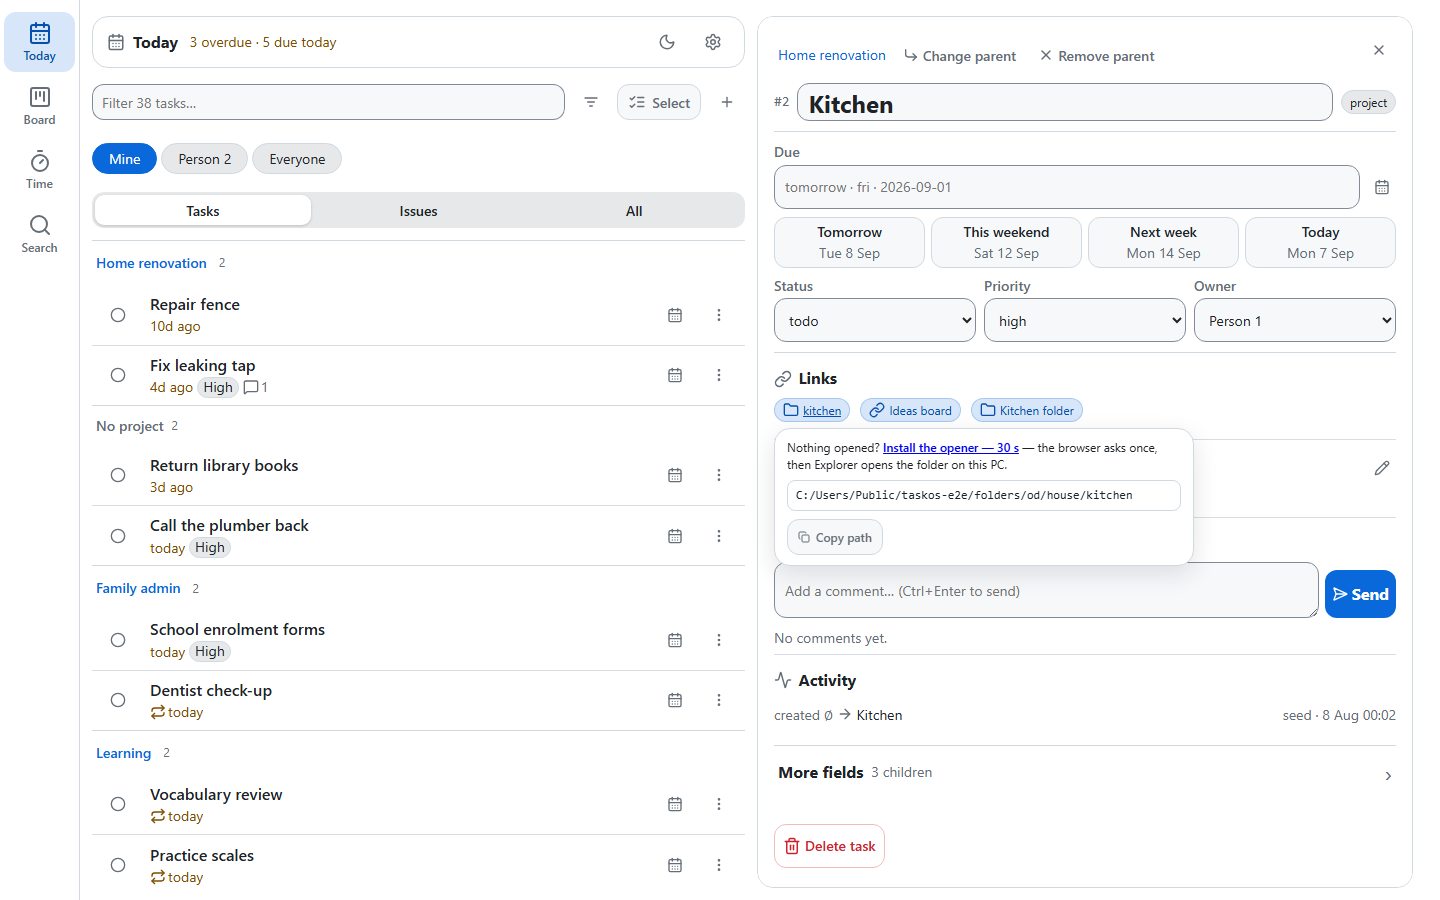 Today
Board
Time
Search
Today 3 overdue · 5 due today
Filter 38 tasks...
Select
Mine
Person 2
Everyone
Tasks
Issues
All
Home renovation 2
Repair fence
10d ago
Fix leaking tap
4d ago High 1
No project 2
Return library books
3d ago
Call the plumber back
today High
Family admin 2
School enrolment forms
today High
Dentist check-up
today
Learning 2
Vocabulary review
today
Practice scales
today
Home renovation
Change parent
Remove parent
#2 Kitchen project
Due
tomorrow · fri · 2026-09-01
Tomorrow
Tue 8 Sep
This weekend
Sat 12 Sep
Next week
Mon 14 Sep
Today
Mon 7 Sep
Status
todo
Priority
high
Owner
Person 1
Links
kitchen
Ideas board
Kitchen folder
Nothing opened? Install the opener — 30 s — the browser asks once,
then Explorer opens the folder on this PC.
C:/Users/Public/taskos-e2e/folders/od/house/kitchen
Copy path
Add a comment... (Ctrl+Enter to send)
Send
No comments yet.
Activity
created ∅ → Kitchen
seed · 8 Aug 00:02
More fields 3 children
Delete task